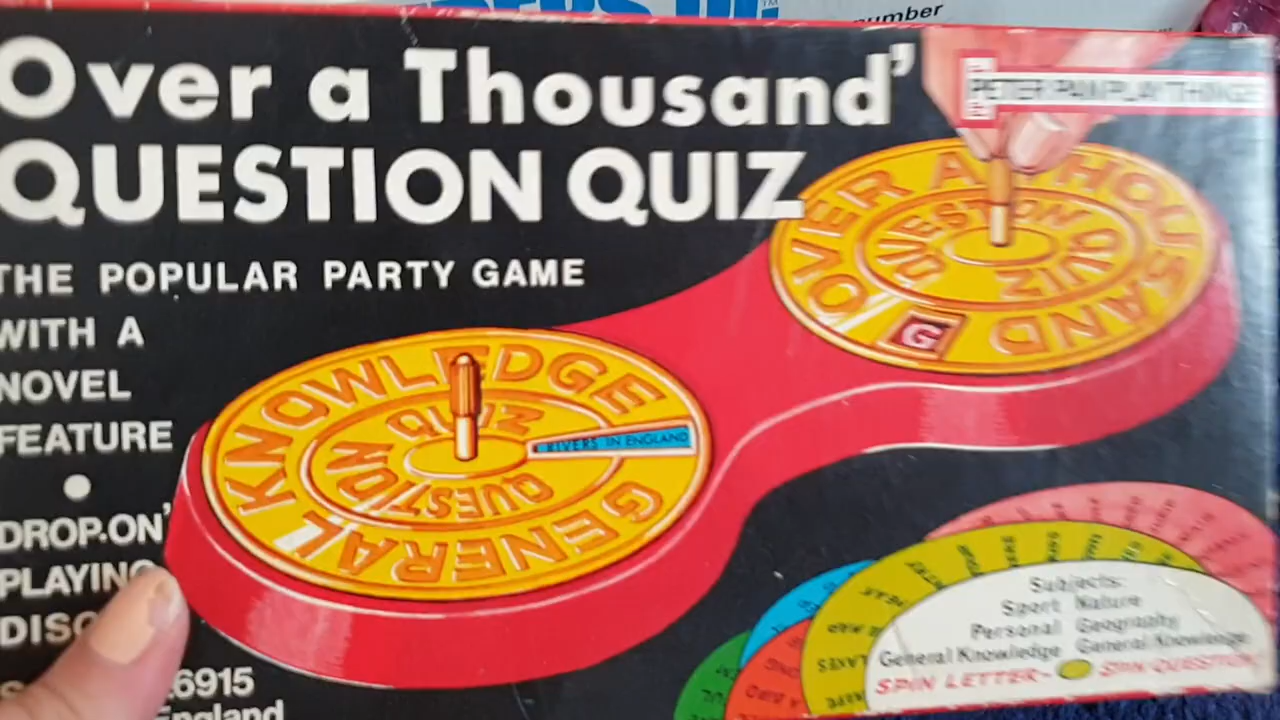 number
Over a Thousand'
QUESTION QUIZ
PETER PAN PLAYTHINGS
THE POPULAR PARTY GAME
WITH A
NOVEL
FEATURE
DROP-ON'
PLAYING
DISC
6915
England
OVER A THOUSAND
QUESTION QUIZ
G
GENERAL KNOWLEDGE
QUESTION QUIZ
RIVERS IN ENGLAND
LAKES
Subjects:
Sport Nature
Personal Geography
General Knowledge General Knowledge
SPIN LETTER- SPIN QUESTION